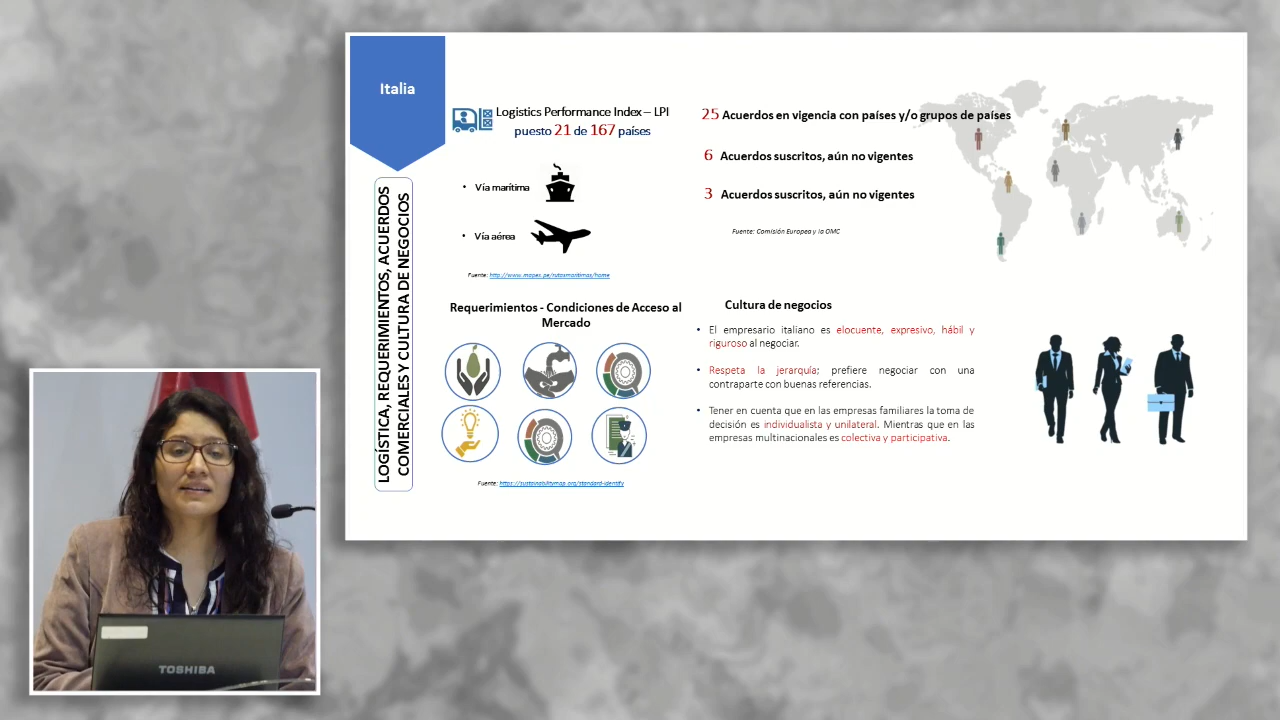 Italia
LOGÍSTICA, REQUERIMIENTOS, ACUERDOS
COMERCIALES Y CULTURA DE NEGOCIOS
Logistics Performance Index – LPI
puesto 21 de 167 países
• Vía marítima
• Vía aérea
Fuente: http://www.mapex.pe/rutasmaritimas/home
25 Acuerdos en vigencia con países y/o grupos de países
6 Acuerdos suscritos, aún no vigentes
3 Acuerdos suscritos, aún no vigentes
Fuente: Comisión Europea y la OMC
Requerimientos - Condiciones de Acceso al
Mercado
Fuente: https://sustainabilitymap.org/standard-identify
Cultura de negocios
• El empresario italiano es elocuente, expresivo, hábil y
riguroso al negociar.
• Respeta la jerarquía; prefiere negociar con una
contraparte con buenas referencias.
• Tener en cuenta que en las empresas familiares la toma de
decisión es individualista y unilateral. Mientras que en las
empresas multinacionales es colectiva y participativa.
TOSHIBA